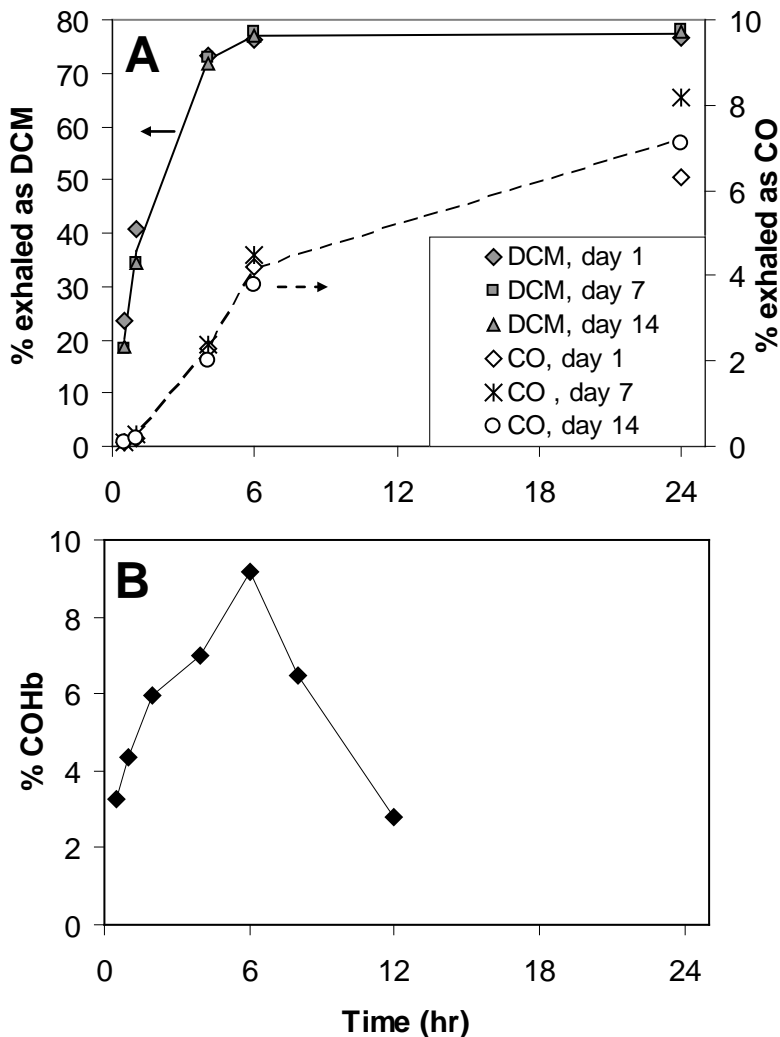 A
% exhaled as DCM
80
70
60
50
40
30
20
10
0
% exhaled as CO
10
8
6
4
2
0
DCM, day 1
DCM, day 7
DCM, day 14
CO, day 1
CO , day 7
CO, day 14
0 6 12 18 24
B
% COHb
10
8
6
4
2
0
0 6 12 18 24
Time (hr)